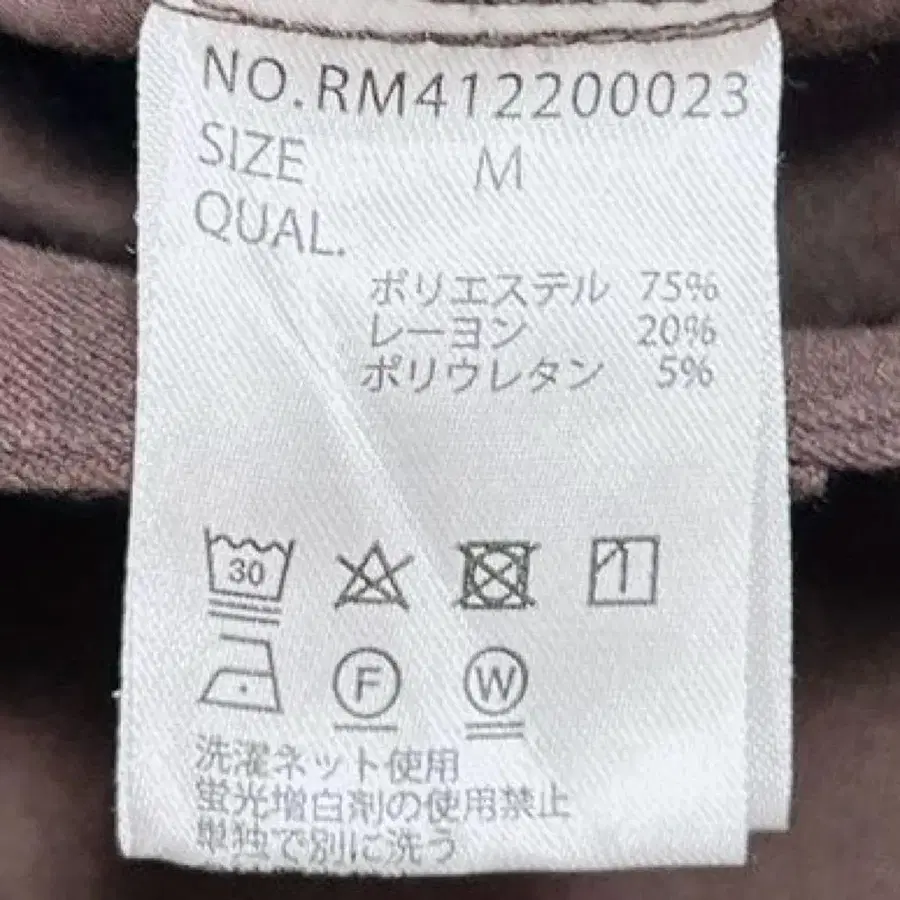 NO.RM412200023
SIZE M
QUAL.
ポリエステル 75%
レーヨン 20%
ポリウレタン 5%
30
F W
洗濯ネット使用
蛍光増白剤の使用禁止
単独で別に洗う